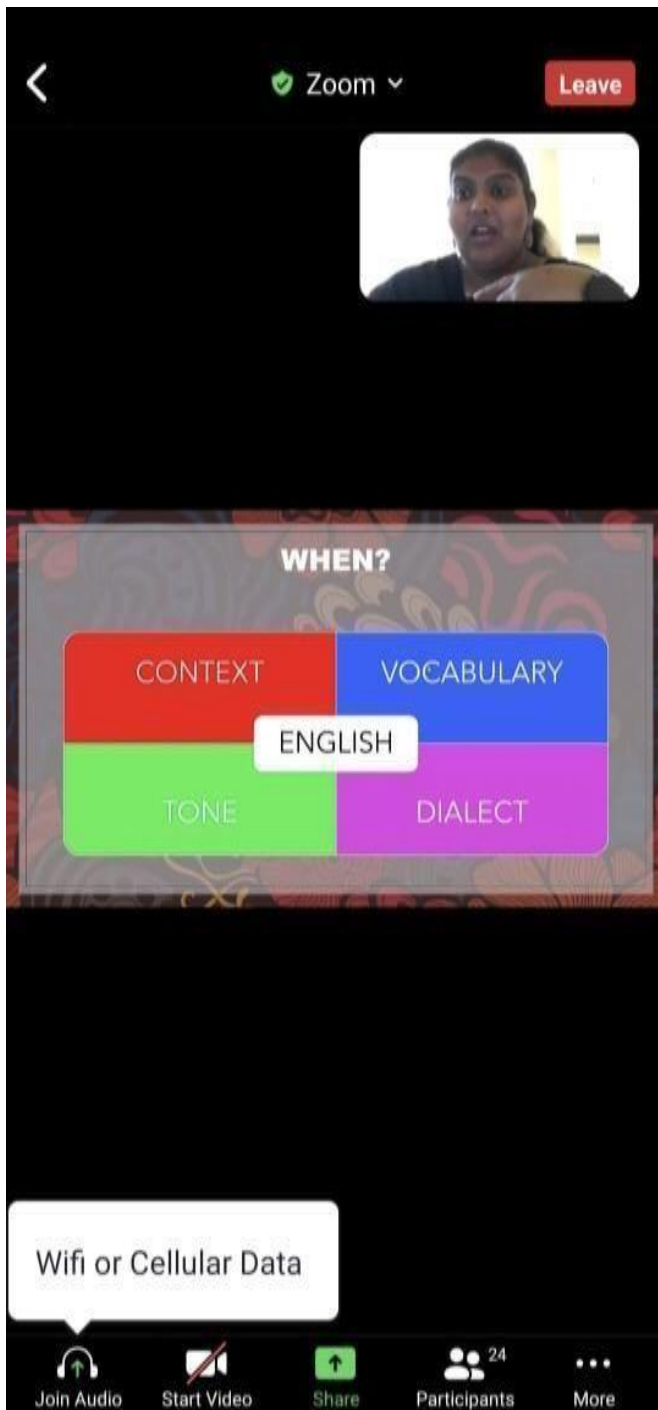 Zoom
Leave
WHEN?
CONTEXT
VOCABULARY
ENGLISH
TONE
DIALECT
Wifi or Cellular Data
24
Join Audio
Start Video
Share
Participants
More